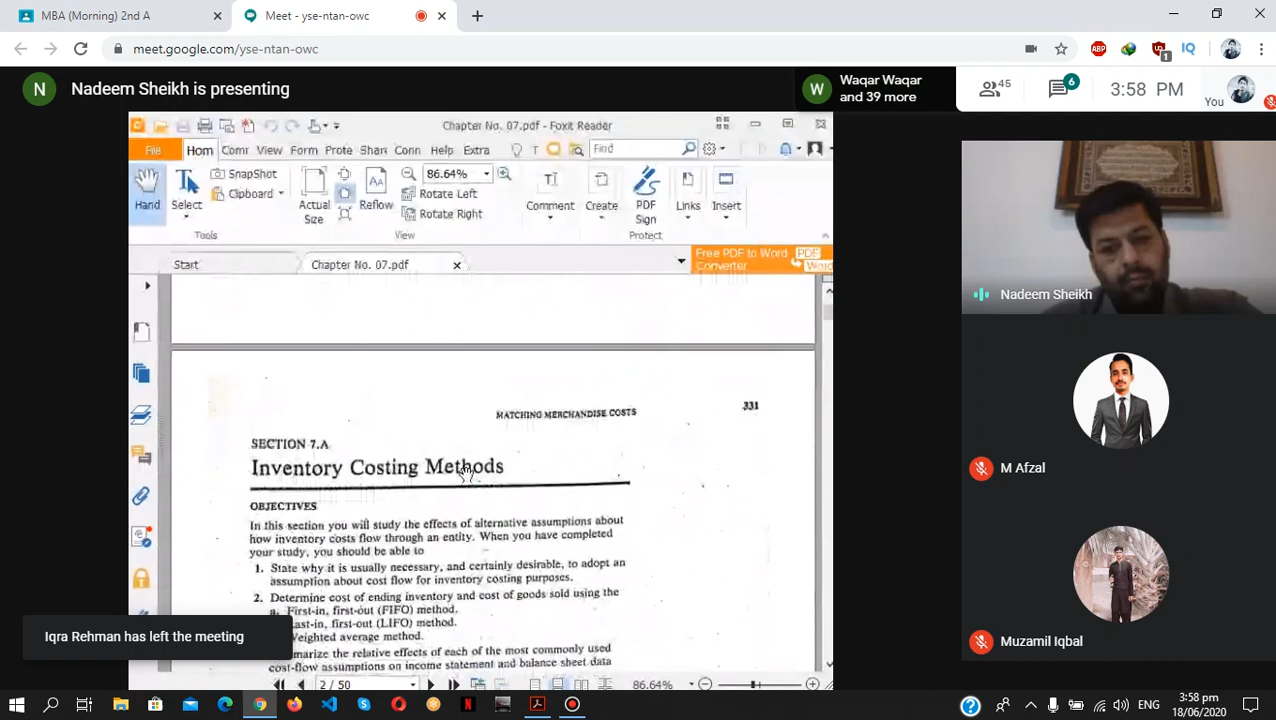 MBA (Morning) 2nd A
Meet - yse-ntan-owc
meet.google.com/yse-ntan-owc
ABP
1
IQ
N
Nadeem Sheikh is presenting
W
Waqar Waqar
and 39 more
45
6
3:58 PM
You
Chapter No. 07.pdf - Foxit Reader
File
Home
Comr
View
Form
Prote
Shari
Conn
Help
Extra
Find
Hand
Select
SnapShot
Clipboard
Actual
Size
Reflow
86.64%
Rotate Left
Rotate Right
Comment
Create
PDF
Sign
Links
Insert
Tools
View
Protect
Start
Chapter No. 07.pdf
Free PDF to Word
Converter
PDF
Word
MATCHING MERCHANDISE COSTS
331
SECTION 7.A
Inventory Costing Methods
OBJECTIVES
In this section you will study the effects of alternative assumptions about
how inventory costs flow through an entity. When you have completed
your study, you should be able to
1. State why it is usually necessary, and certainly desirable, to adopt an
assumption about cost flow for inventory costing purposes.
2. Determine cost of ending inventory and cost of goods sold using the
a. First-in, first-out (FIFO) method.
ast-in, first-out (LIFO) method.
Weighted average method.
marize the relative effects of each of the most commonly used
cost-flow assumptions on income statement and balance sheet data
2 / 50
86.64%
Nadeem Sheikh
M Afzal
Muzamil Iqbal
Iqra Rehman has left the meeting
ENG
3:58 pm
18/06/2020